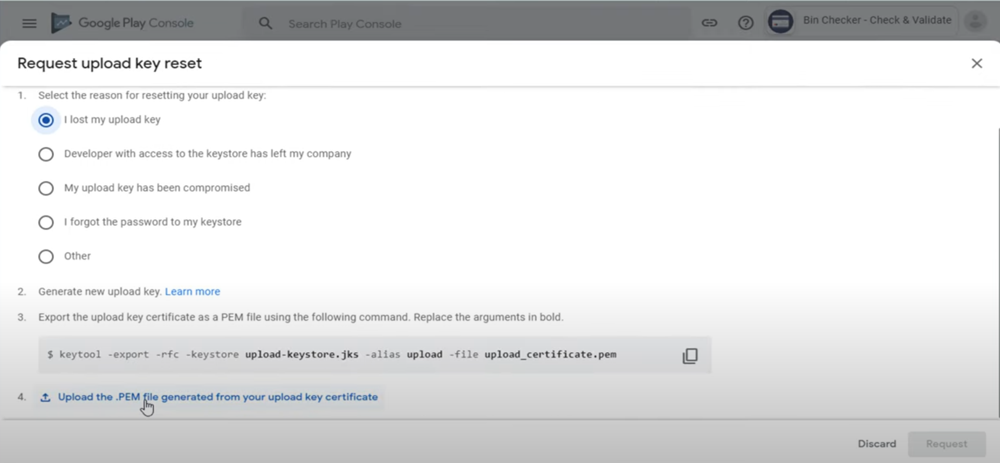 Google Play Console
Search Play Console
Bin Checker - Check & Validate
Request upload key reset
1. Select the reason for resetting your upload key:
I lost my upload key
Developer with access to the keystore has left my company
My upload key has been compromised
I forgot the password to my keystore
Other
2. Generate new upload key. Learn more
3. Export the upload key certificate as a PEM file using the following command. Replace the arguments in bold.
$ keytool -export -rfc -keystore upload-keystore.jks -alias upload -file upload_certificate.pem
4. Upload the .PEM file generated from your upload key certificate
Discard
Request